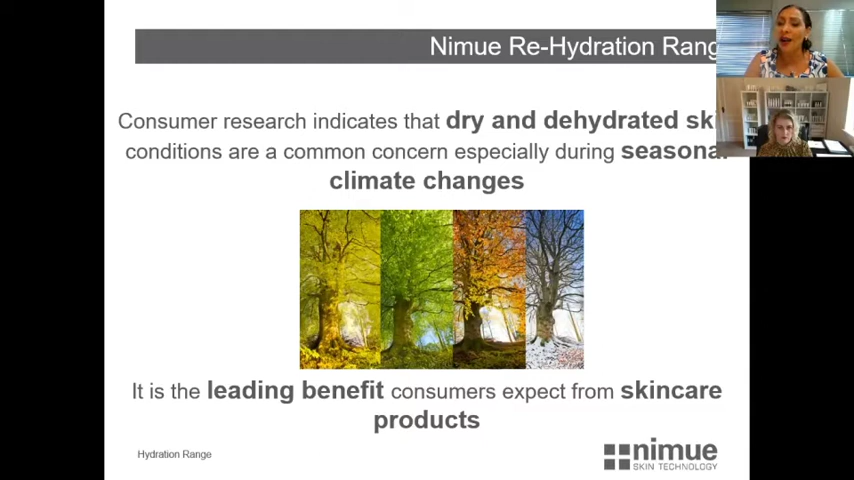 Nimue Re-Hydration Rang
Consumer research indicates that dry and dehydrated sk
conditions are a common concern especially during seasonal
climate changes
It is the leading benefit consumers expect from skincare
products
Hydration Range
nimue
SKIN TECHNOLOGY